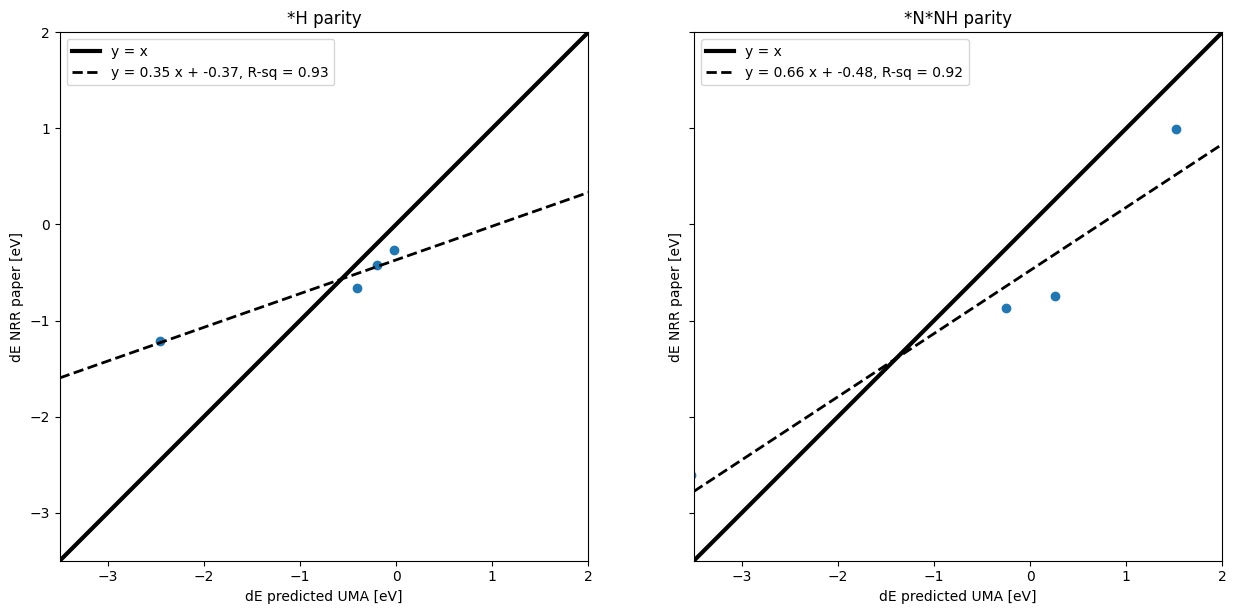 *H parity
y = x
y = 0.35 x + -0.37, R-sq = 0.93
2
1
0
−1
−2
−3
dE NRR paper [eV]
−3 −2 −1 0 1 2
dE predicted UMA [eV]
*N*NH parity
y = x
y = 0.66 x + -0.48, R-sq = 0.92
dE NRR paper [eV]
−3 −2 −1 0 1 2
dE predicted UMA [eV]